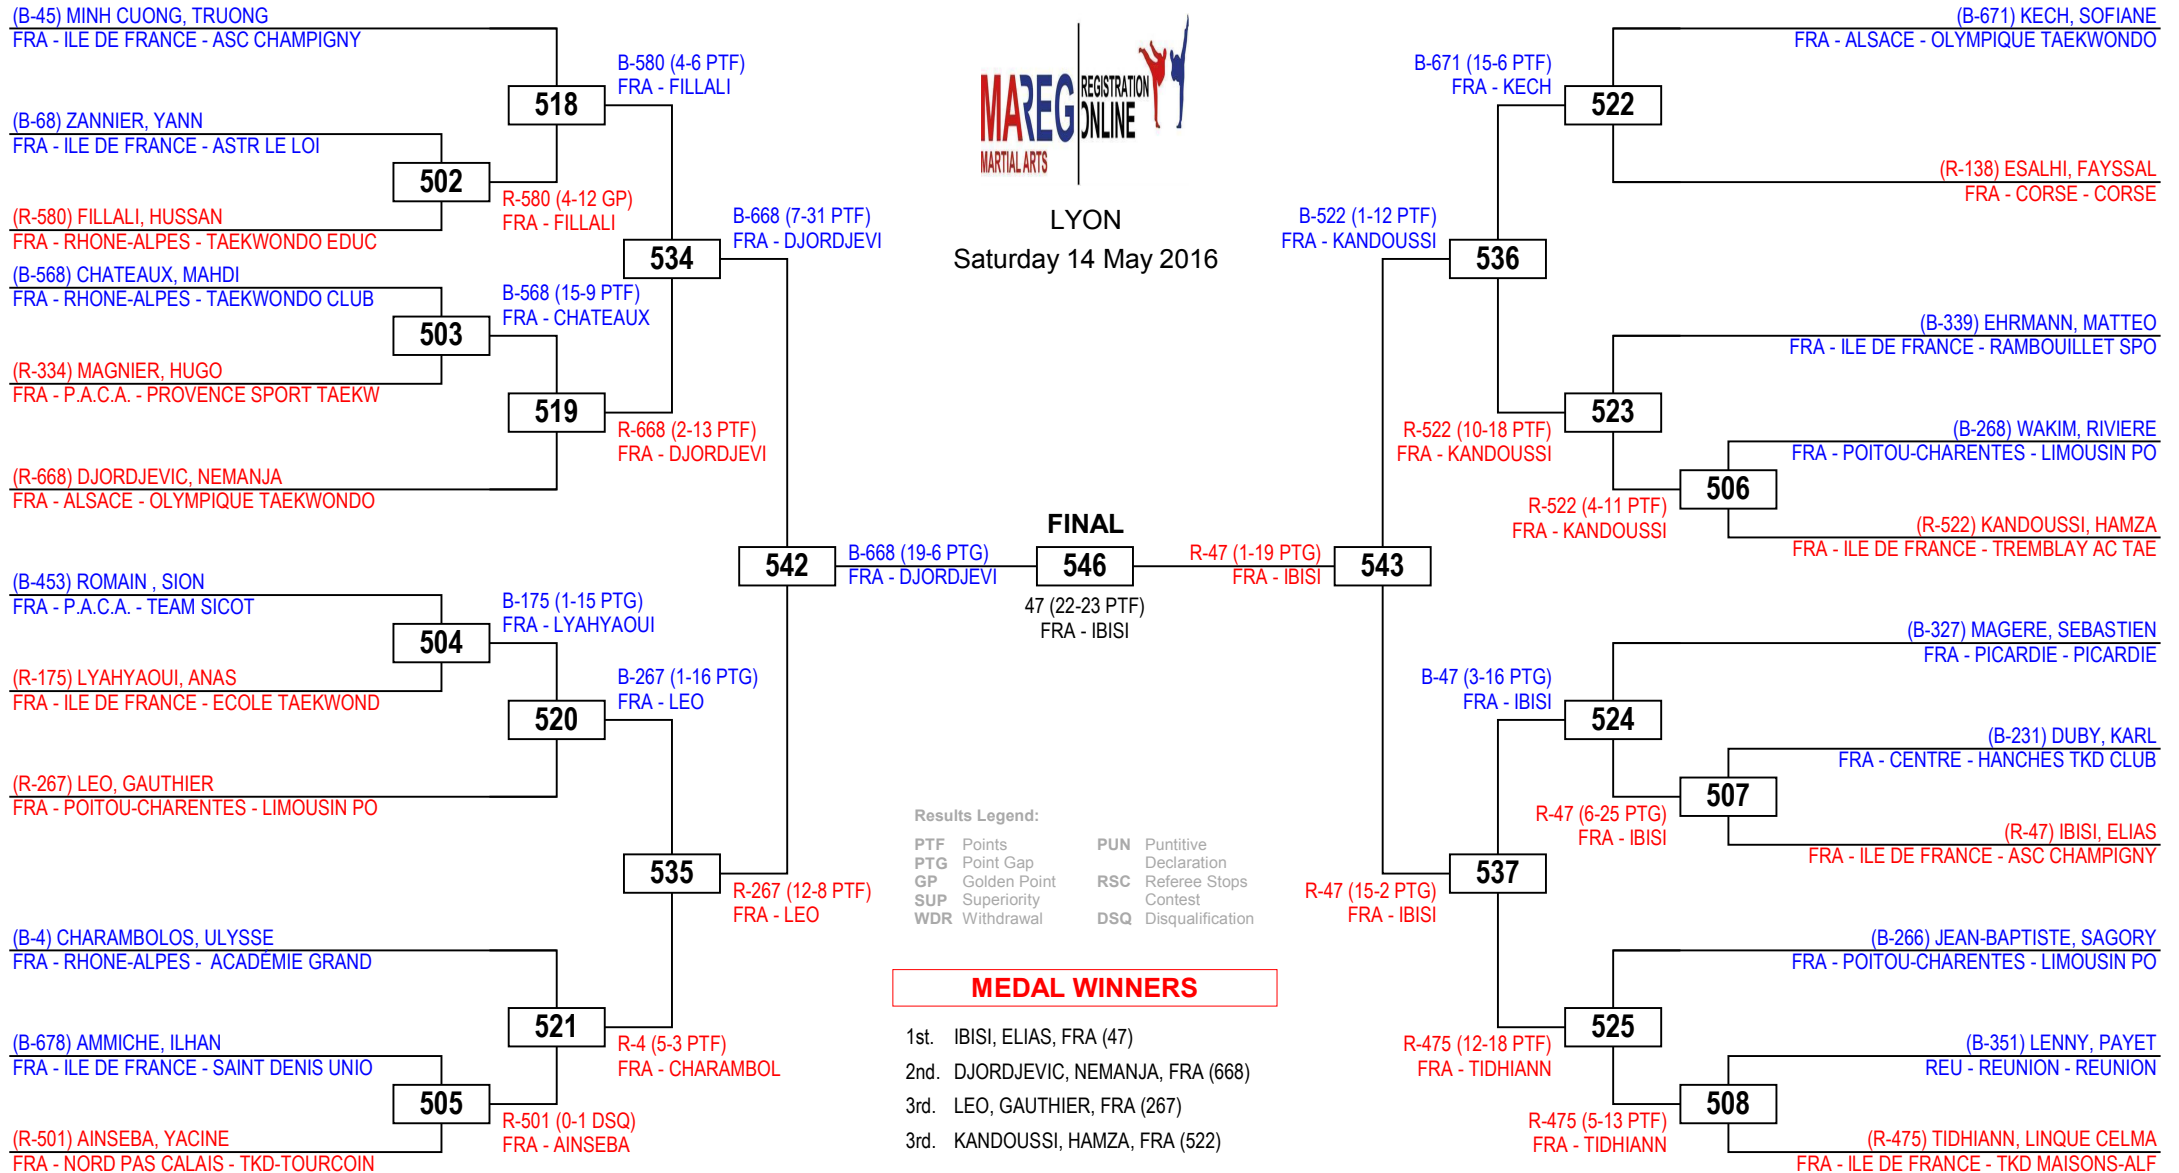 (B-45) MINH CUONG, TRUONG
FRA - ILE DE FRANCE - ASC CHAMPIGNY
(B-68) ZANNIER, YANN
FRA - ILE DE FRANCE - ASTR LE LOI
(R-580) FILLALI, HUSSAN
FRA - RHONE-ALPES - TAEKWONDO EDUC
(B-568) CHATEAUX, MAHDI
FRA - RHONE-ALPES - TAEKWONDO CLUB
(R-334) MAGNIER, HUGO
FRA - P.A.C.A. - PROVENCE SPORT TAEKW
(R-668) DJORDJEVIC, NEMANJA
FRA - ALSACE - OLYMPIQUE TAEKWONDO
(B-453) ROMAIN , SION
FRA - P.A.C.A. - TEAM SICOT
(R-175) LYAHYAOUI, ANAS
FRA - ILE DE FRANCE - ECOLE TAEKWOND
(R-267) LEO, GAUTHIER
FRA - POITOU-CHARENTES - LIMOUSIN PO
(B-4) CHARAMBOLOS, ULYSSE
FRA - RHONE-ALPES -  ACADÉMIE GRAND
(B-678) AMMICHE, ILHAN
FRA - ILE DE FRANCE - SAINT DENIS UNIO
(R-501) AINSEBA, YACINE
FRA - NORD PAS CALAIS - TKD-TOURCOIN
502
R-580 (4-12 GP)
FRA - FILLALI
503
B-568 (15-9 PTF)
FRA - CHATEAUX
504
B-175 (1-15 PTG)
FRA - LYAHYAOUI
505
R-501 (0-1 DSQ)
FRA - AINSEBA
518
B-580 (4-6 PTF)
FRA - FILLALI
519
R-668 (2-13 PTF)
FRA - DJORDJEVI
520
B-267 (1-16 PTG)
FRA - LEO
521
R-4 (5-3 PTF)
FRA - CHARAMBOL
534
B-668 (7-31 PTF)
FRA - DJORDJEVI
535
R-267 (12-8 PTF)
FRA - LEO
542
B-668 (19-6 PTG)
FRA - DJORDJEVI
MAREG
MARTIAL ARTS
REGISTRATION
ONLINE
LYON
Saturday 14 May 2016
FINAL
546
47 (22-23 PTF)
FRA - IBISI
Results Legend:
PTF Points
PTG Point Gap
GP Golden Point
SUP Superiority
WDR Withdrawal
PUN Puntitive
Declaration
RSC Referee Stops
Contest
DSQ Disqualification
MEDAL WINNERS
1st. IBISI, ELIAS, FRA (47)
2nd. DJORDJEVIC, NEMANJA, FRA (668)
3rd. LEO, GAUTHIER, FRA (267)
3rd. KANDOUSSI, HAMZA, FRA (522)
R-47 (1-19 PTG)
FRA - IBISI
543
B-522 (1-12 PTF)
FRA - KANDOUSSI
536
R-47 (15-2 PTG)
FRA - IBISI
537
B-671 (15-6 PTF)
FRA - KECH
522
R-522 (10-18 PTF)
FRA - KANDOUSSI
523
B-47 (3-16 PTG)
FRA - IBISI
524
R-475 (12-18 PTF)
FRA - TIDHIANN
525
R-522 (4-11 PTF)
FRA - KANDOUSSI
506
R-47 (6-25 PTG)
FRA - IBISI
507
R-475 (5-13 PTF)
FRA - TIDHIANN
508
(B-671) KECH, SOFIANE
FRA - ALSACE - OLYMPIQUE TAEKWONDO
(R-138) ESALHI, FAYSSAL
FRA - CORSE - CORSE
(B-339) EHRMANN, MATTEO
FRA - ILE DE FRANCE - RAMBOUILLET SPO
(B-268) WAKIM, RIVIERE
FRA - POITOU-CHARENTES - LIMOUSIN PO
(R-522) KANDOUSSI, HAMZA
FRA - ILE DE FRANCE - TREMBLAY AC TAE
(B-327) MAGERE, SEBASTIEN
FRA - PICARDIE - PICARDIE
(B-231) DUBY, KARL
FRA - CENTRE - HANCHES TKD CLUB
(R-47) IBISI, ELIAS
FRA - ILE DE FRANCE - ASC CHAMPIGNY
(B-266) JEAN-BAPTISTE, SAGORY
FRA - POITOU-CHARENTES - LIMOUSIN PO
(B-351) LENNY, PAYET
REU - REUNION - REUNION
(R-475) TIDHIANN, LINQUE CELMA
FRA - ILE DE FRANCE - TKD MAISONS-ALF